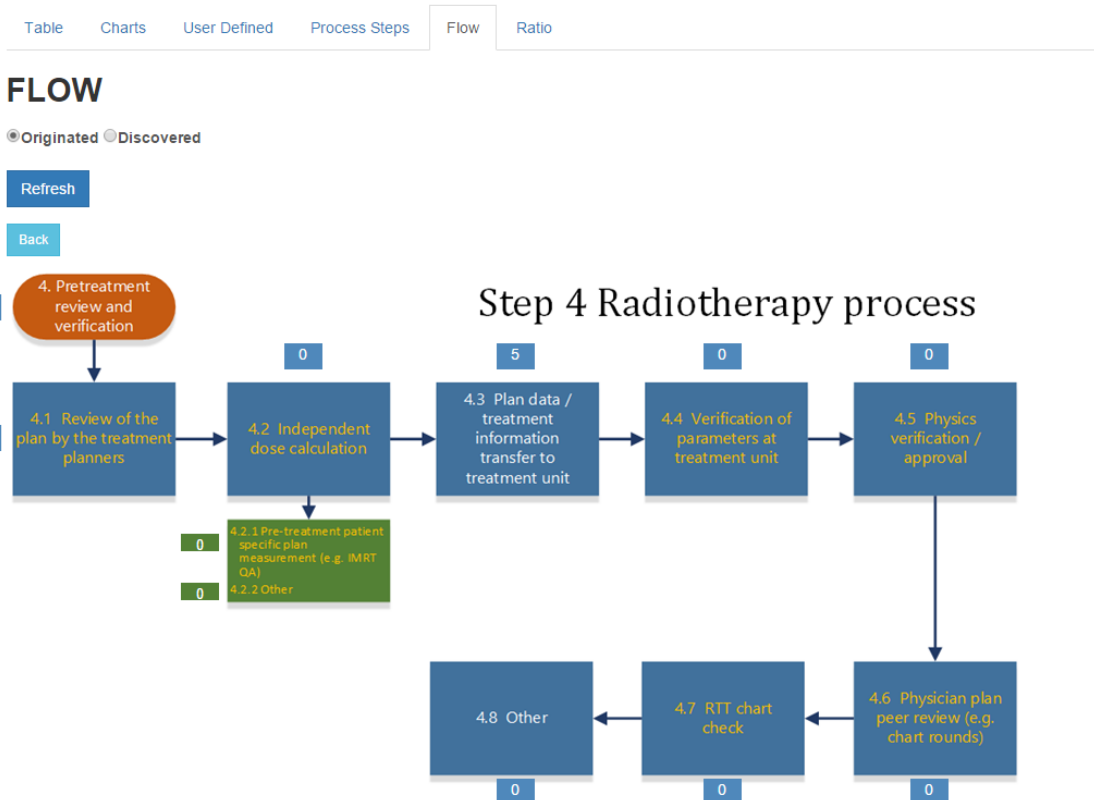 Table Charts User Defined Process Steps Flow Ratio
FLOW
Originated Discovered
Refresh
Back
4. Pretreatment
review and
verification
Step 4 Radiotherapy process
0
5
0
0
4.1 Review of the
plan by the treatment
planners
4.2 Independent
dose calculation
4.3 Plan data /
treatment
information
transfer to
treatment unit
4.4 Verification of
parameters at
treatment unit
4.5 Physics
verification /
approval
0
4.2.1 Pre-treatment patient
specific plan
measurement (e.g. IMRT
QA)
0
4.2.2 Other
4.8 Other
4.7 RTT chart
check
4.6 Physician plan
peer review (e.g.
chart rounds)
0
0
0